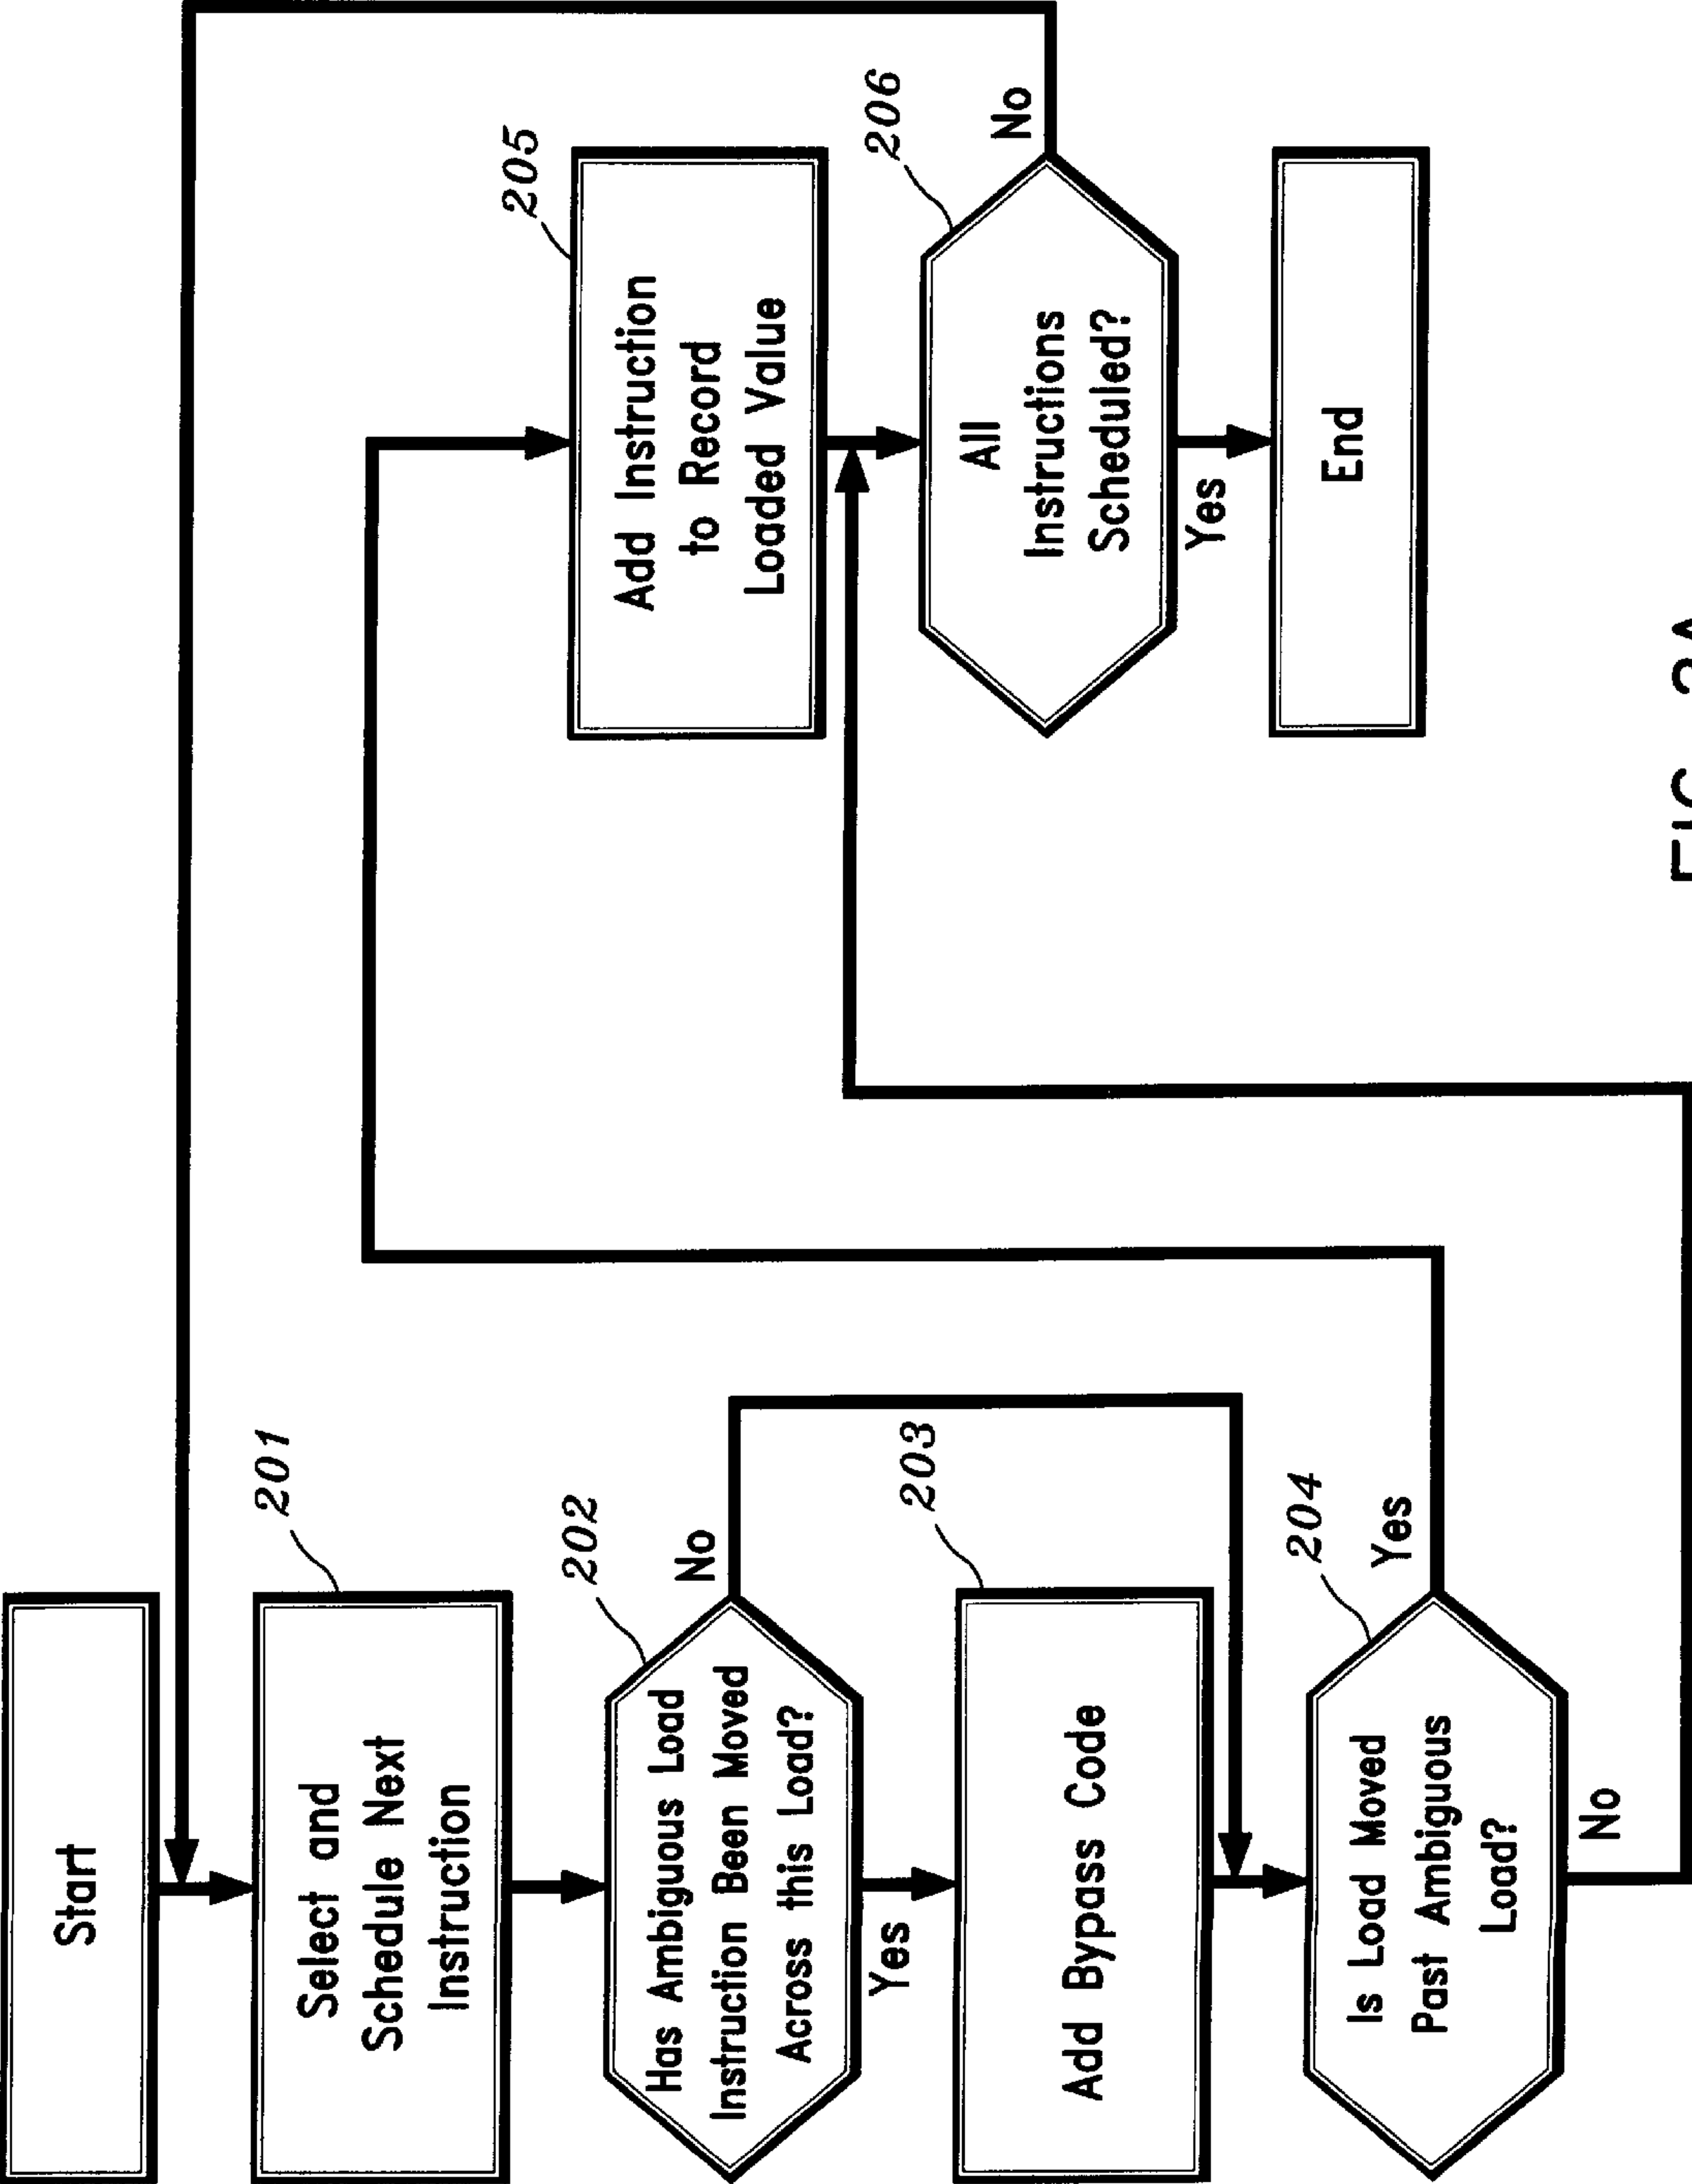 Start
201
Select and
Schedule Next
Instruction
202
Has Ambiguous Load
Instruction Been Moved
Across this Load?
No
Yes
203
Add Bypass Code
204
Is Load Moved
Past Ambiguous
Load?
Yes
No
205
Add Instruction
to Record
Loaded Value
206
All
Instructions
Scheduled?
No
Yes
End